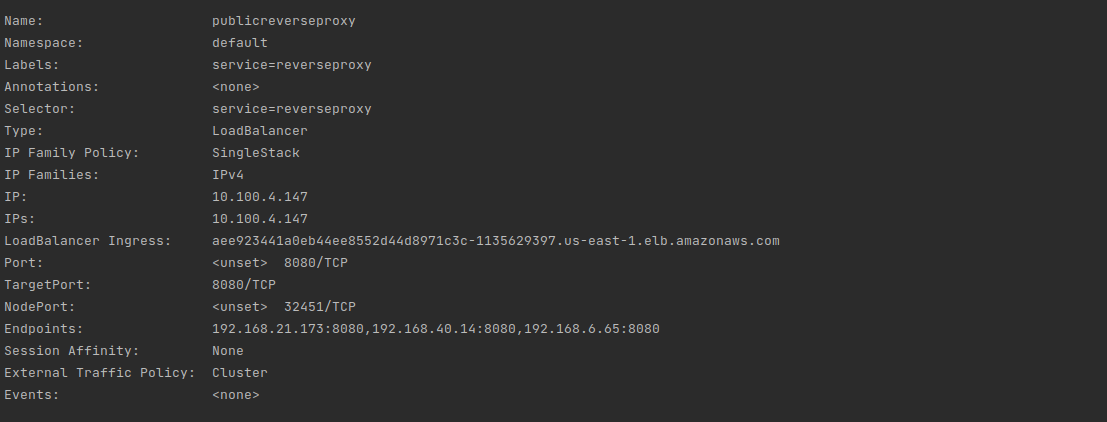 Name:                     publicreverseproxy
Namespace:                default
Labels:                   service=reverseproxy
Annotations:              <none>
Selector:                 service=reverseproxy
Type:                     LoadBalancer
IP Family Policy:         SingleStack
IP Families:              IPv4
IP:                       10.100.4.147
IPs:                      10.100.4.147
LoadBalancer Ingress:     aee923441a0eb44ee8552d44d8971c3c-1135629397.us-east-1.elb.amazonaws.com
Port:                     <unset>  8080/TCP
TargetPort:               8080/TCP
NodePort:                 <unset>  32451/TCP
Endpoints:                192.168.21.173:8080,192.168.40.14:8080,192.168.6.65:8080
Session Affinity:         None
External Traffic Policy:  Cluster
Events:                   <none>